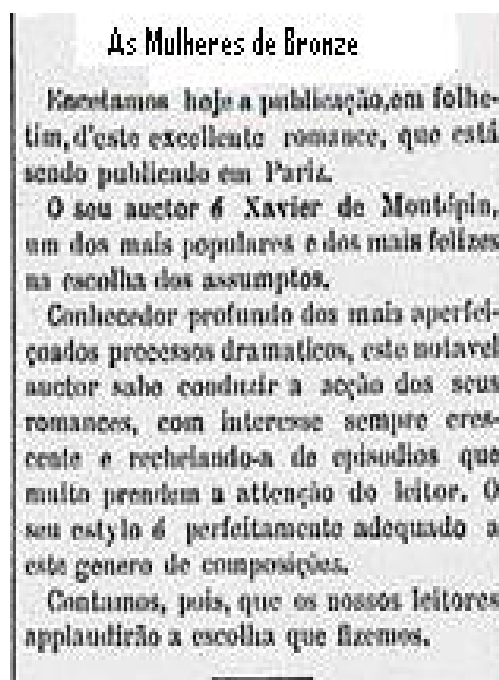 As Mulheres de Bronze
Encetamos hoje a publicação, em folhe-
tim, d'este excellente romance, que está
sendo publicado em Pariz.
O seu auctor é Xavier de Montépin,
um dos mais populares e dos mais felizes
na escolha dos assumptos.
Conhecedor profundo dos mais aperfei-
çoados processos dramaticos, este notavel
auctor sabe conduzir a acção dos seus
romances, com interesse sempre cres-
cente e recheiando-a de episodios que
muito prendem a attenção do leitor. O
seu estylo é perfeitamente adequado a
este genero de composições.
Contamos, pois, que os nossos leitores
applaudirão a escolha que fizemos.